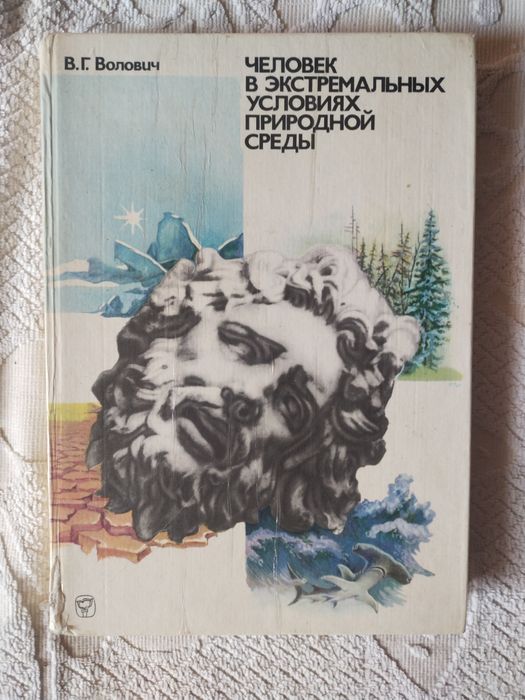 В. Г. Волович
ЧЕЛОВЕК
В ЭКСТРЕМАЛЬНЫХ
УСЛОВИЯХ
ПРИРОДНОЙ
СРЕДЫ